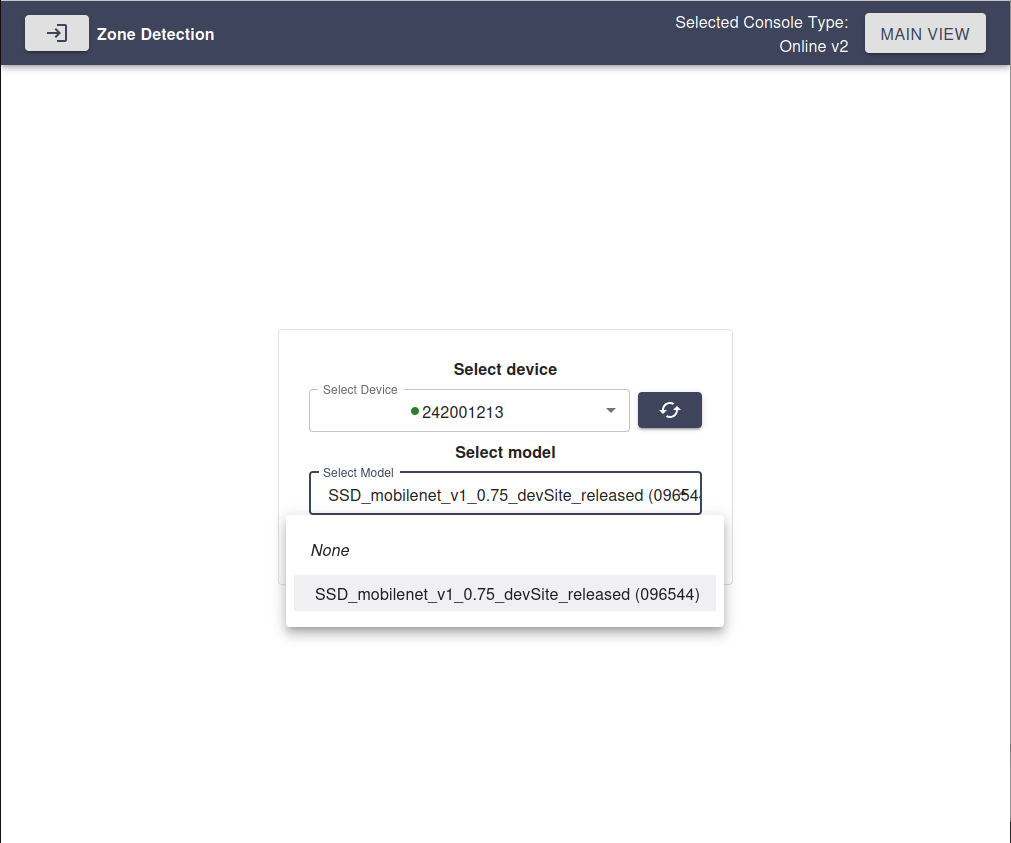 Zone Detection
Selected Console Type:
Online v2
MAIN VIEW
Select device
Select Device
242001213
Select model
Select Model
SSD_mobilenet_v1_0.75_devSite_released (09654
None
SSD_mobilenet_v1_0.75_devSite_released (096544)